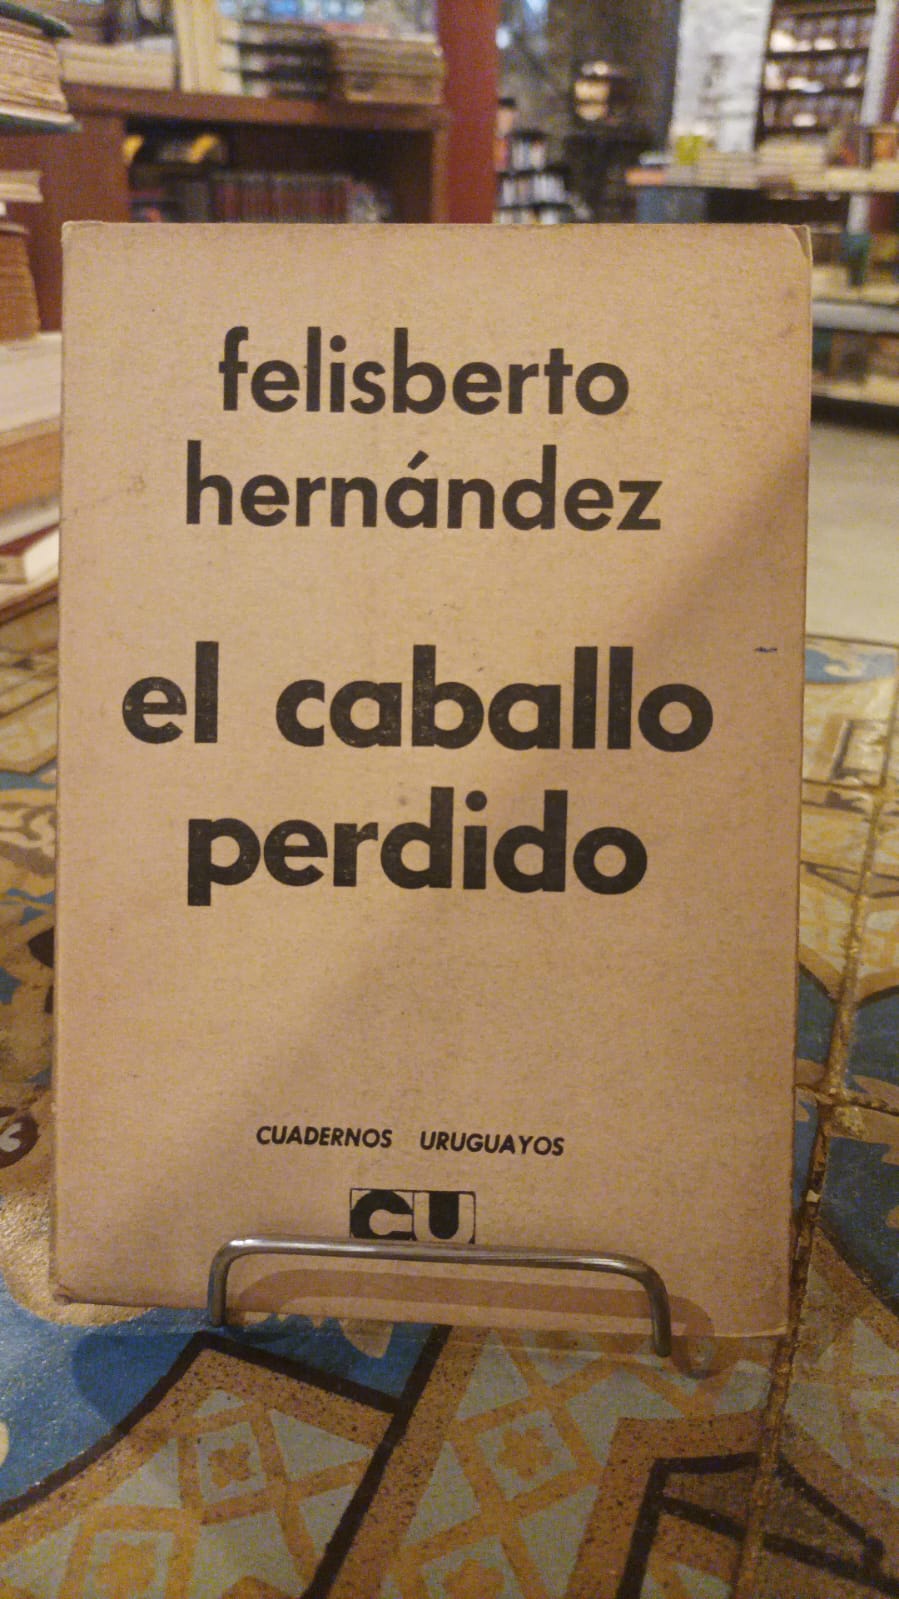 felisberto
hernández
el caballo
perdido
CUADERNOS URUGUAYOS
CU